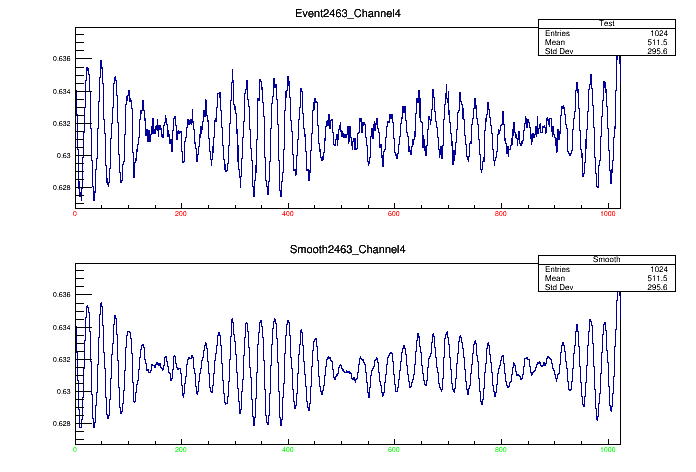 Event2463_Channel4
Test
Entries 1024
Mean 511.5
Std Dev 295.6
0.636
0.634
0.632
0.63
0.628
0 200 400 600 800 1000
Smooth2463_Channel4
Smooth
Entries 1024
Mean 511.5
Std Dev 295.6
0.636
0.634
0.632
0.63
0.628
0 200 400 600 800 1000